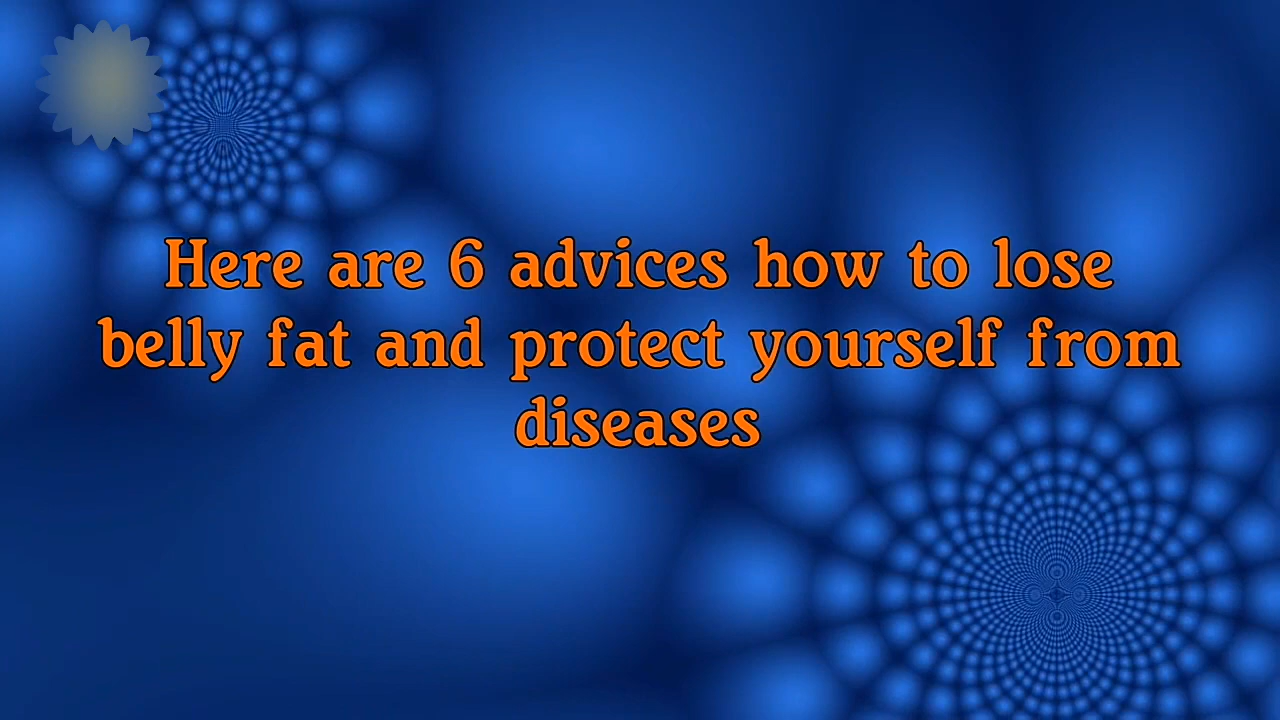 Here are 6 advices how to lose
belly fat and protect yourself from
diseases